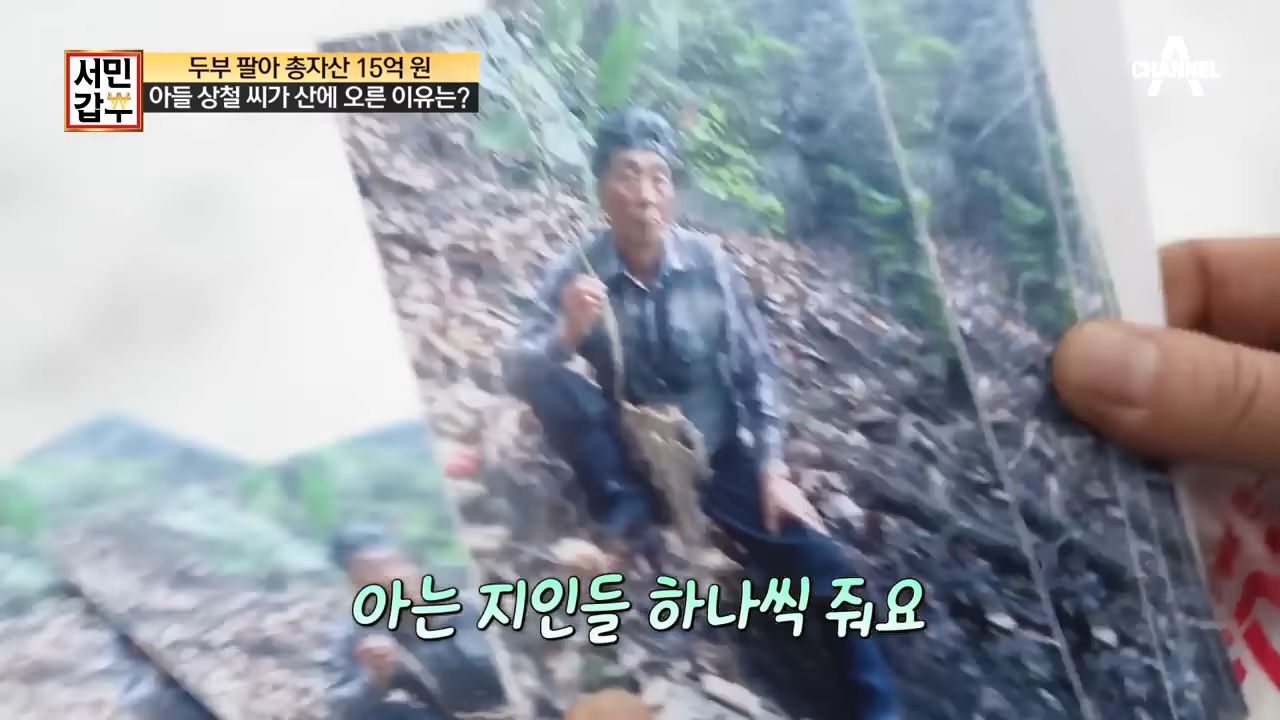 서민갑부
두부 팔아 총자산 15억 원
아들 상철 씨가 산에 오른 이유는?
CHANNEL A
아는 지인들 하나씩 줘요